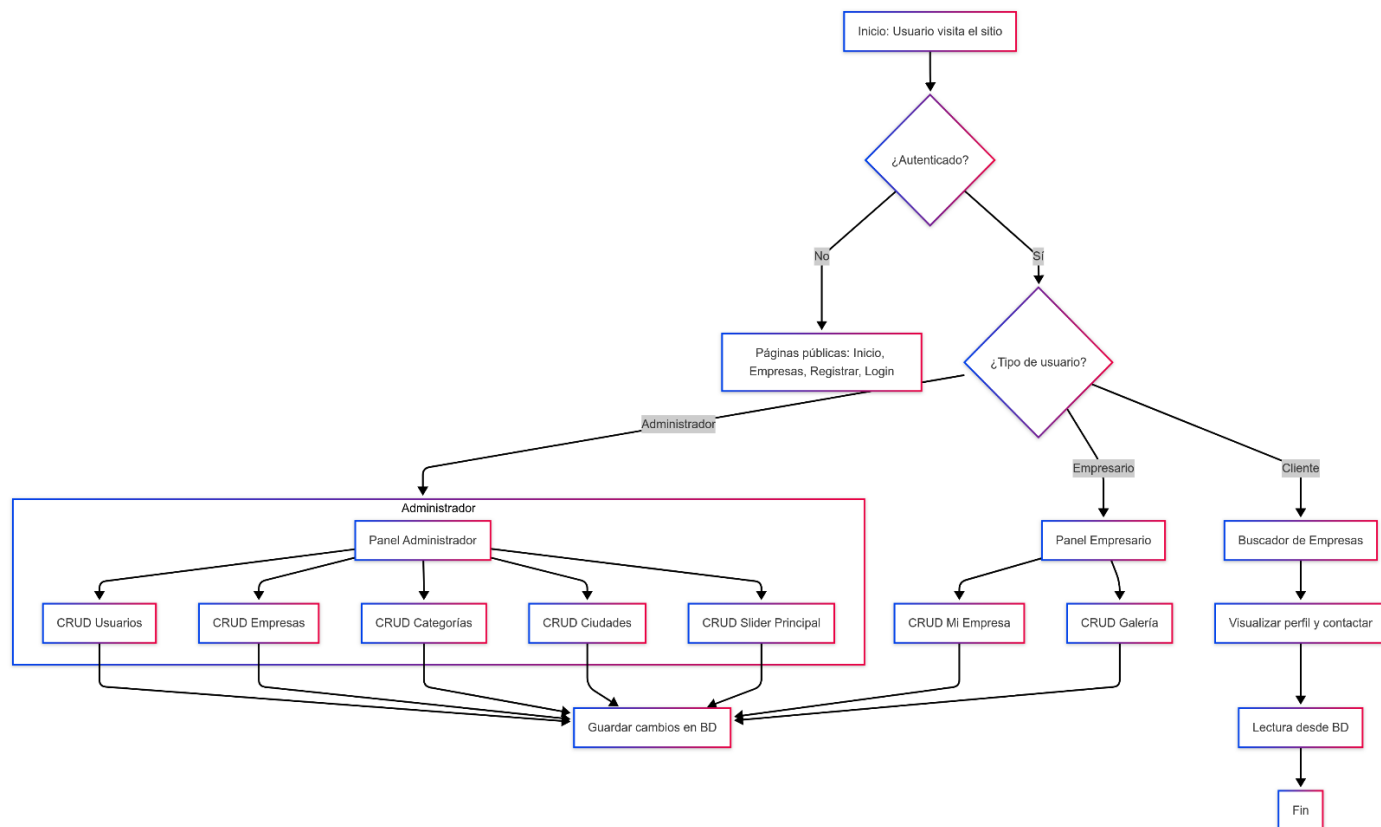 Inicio: Usuario visita el sitio
¿Autenticado?
No
Sí
Páginas públicas: Inicio,
Empresas, Registrar, Login
¿Tipo de usuario?
Administrador
Empresario
Cliente
Administrador
Panel Administrador
Panel Empresario
Buscador de Empresas
CRUD Usuarios
CRUD Empresas
CRUD Categorías
CRUD Ciudades
CRUD Slider Principal
CRUD Mi Empresa
CRUD Galería
Visualizar perfil y contactar
Guardar cambios en BD
Lectura desde BD
Fin